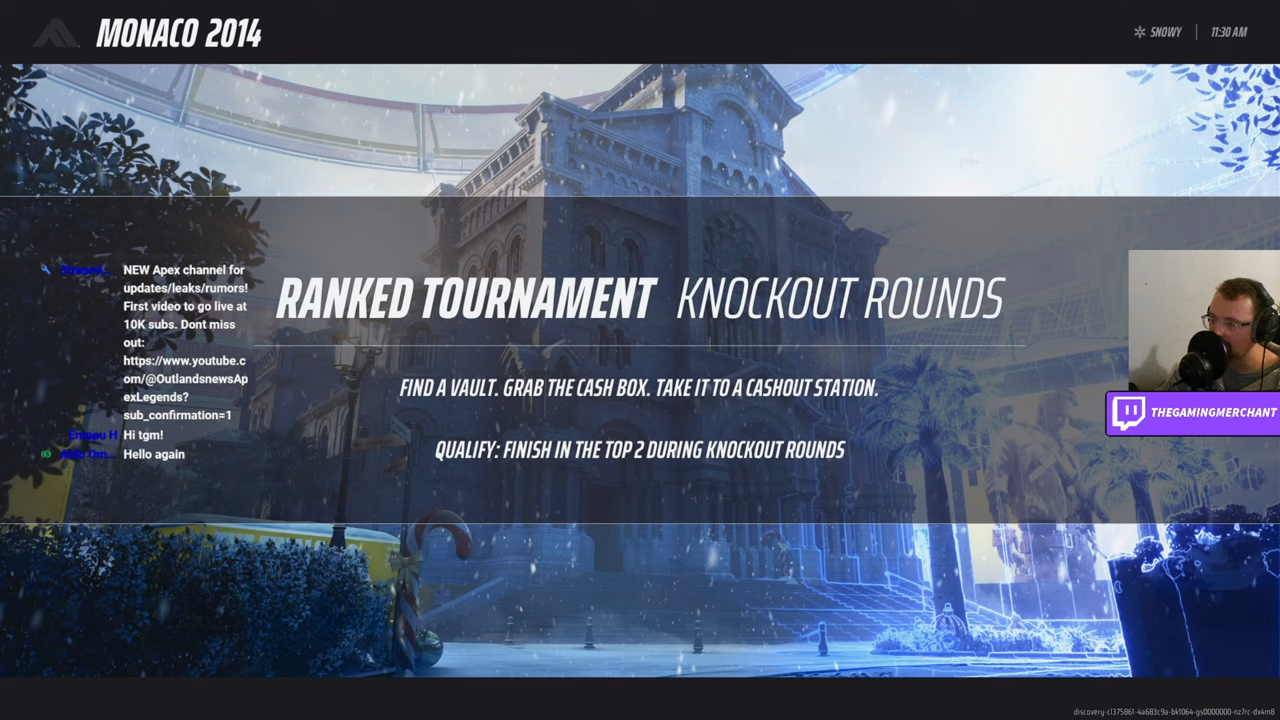 MONACO 2014
SNOWY
11:30 AM
NEW Apex channel for
updates/leaks/rumors!
First video to go live at
10K subs. Dont miss
out:
https://www.youtube.c
om/@OutlandsnewsAp
exLegends?
sub_confirmation=1
Hi tgm!
Hello again
RANKED TOURNAMENT KNOCKOUT ROUNDS
FIND A VAULT. GRAB THE CASH BOX. TAKE IT TO A CASHOUT STATION.
QUALIFY: FINISH IN THE TOP 2 DURING KNOCKOUT ROUNDS
THEGAMINGMERCHANT